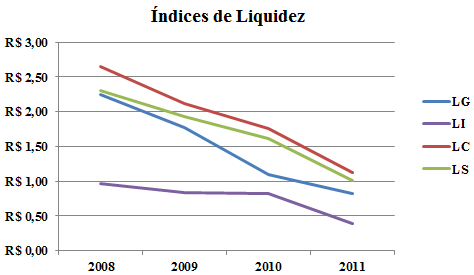 Índices de Liquidez
R$ 3,00
R$ 2,50
R$ 2,00
R$ 1,50
R$ 1,00
R$ 0,50
R$ 0,00
2008 2009 2010 2011
LG
LI
LC
LS